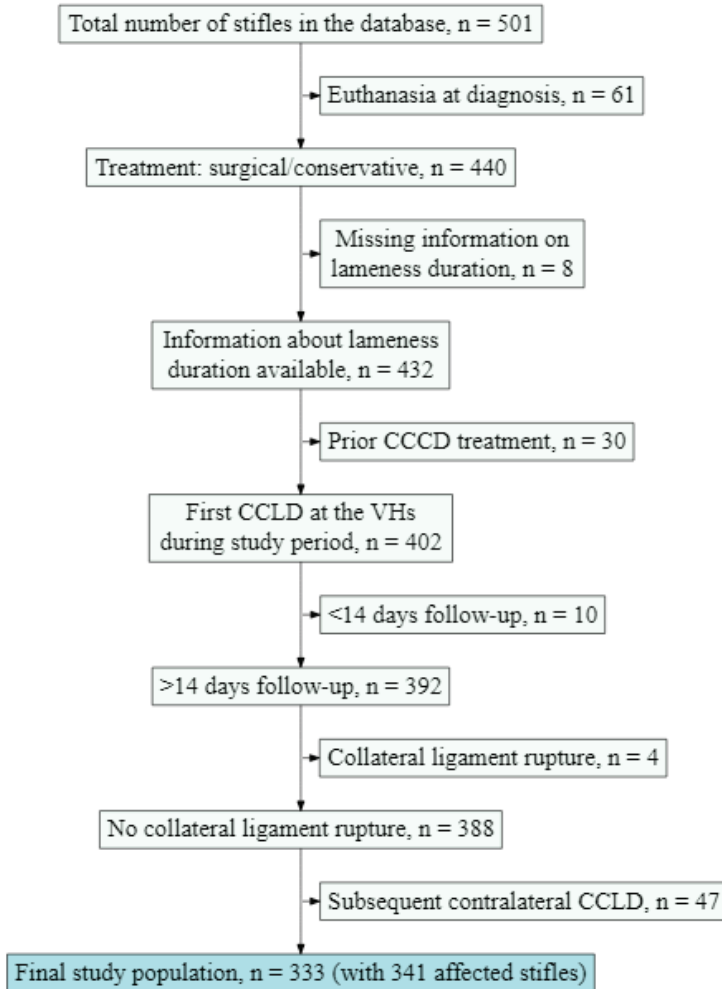 Total number of stifles in the database, n = 501
Euthanasia at diagnosis, n = 61
Treatment: surgical/conservative, n = 440
Missing information on
lameness duration, n = 8
Information about lameness
duration available, n = 432
Prior CCCD treatment, n = 30
First CCLD at the VHs
during study period, n = 402
<14 days follow-up, n = 10
>14 days follow-up, n = 392
Collateral ligament rupture, n = 4
No collateral ligament rupture, n = 388
Subsequent contralateral CCLD, n = 47
Final study population, n = 333 (with 341 affected stifles)